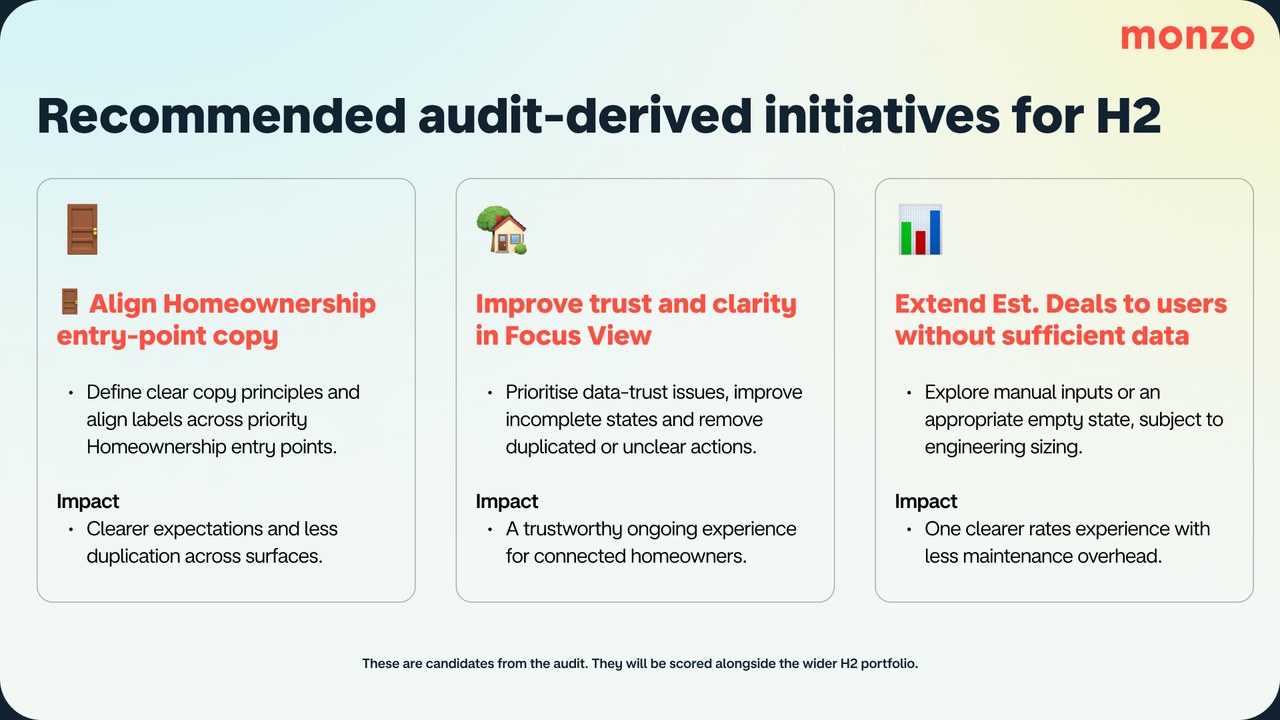 monzo
Recommended audit-derived initiatives for H2
🚪 Align Homeownership
entry-point copy
• Define clear copy principles and
align labels across priority
Homeownership entry points.
Impact
• Clearer expectations and less
duplication across surfaces.
Improve trust and clarity
in Focus View
• Prioritise data-trust issues, improve
incomplete states and remove
duplicated or unclear actions.
Impact
• A trustworthy ongoing experience
for connected homeowners.
Extend Est. Deals to users
without sufficient data
• Explore manual inputs or an
appropriate empty state, subject to
engineering sizing.
Impact
• One clearer rates experience with
less maintenance overhead.
These are candidates from the audit. They will be scored alongside the wider H2 portfolio.